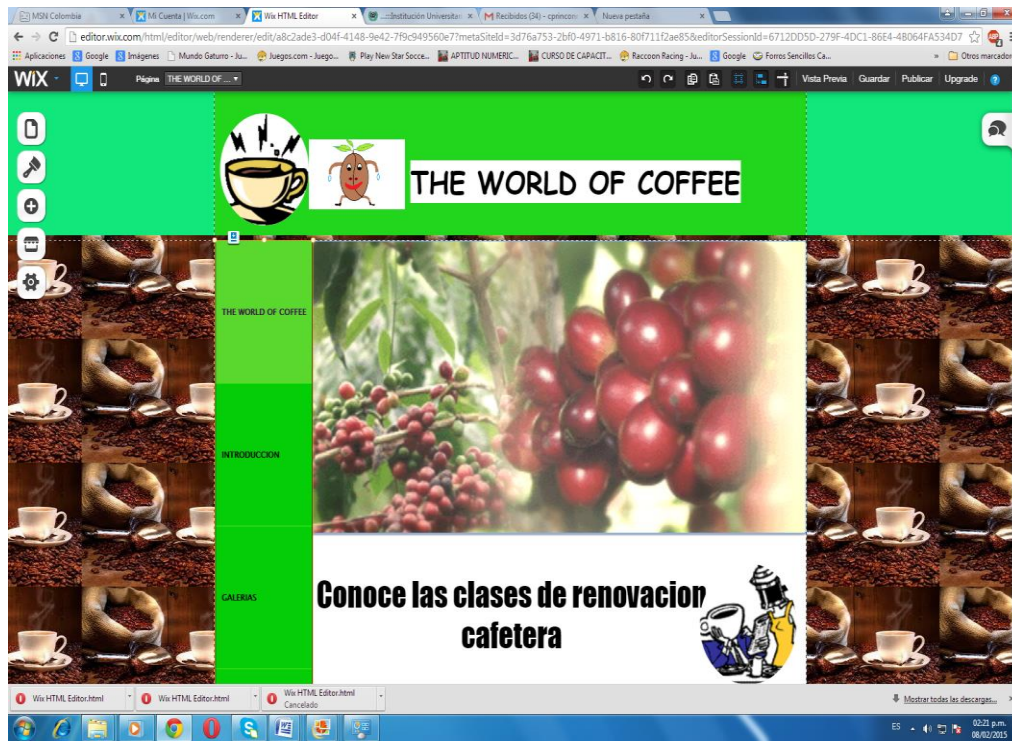 MSN Colombia
Mi Cuenta | Wix.com
Wix HTML Editor
...::Institución Universitari
Recibidos (34) - cprincon
Nueva pestaña
editor.wix.com/html/editor/web/renderer/edit/a8c2ade3-d04f-4148-9e42-7f9c949560e7?metaSiteId=3d76a753-2bf0-4971-b816-80f711f2ae85&editorSessionId=6712DD5D-279F-4DC1-86E4-4B064FA534D7
Aplicaciones
Google
Imágenes
Mundo Gaturro - Ju...
Juegos.com - Juego...
Play New Star Socce...
APTITUD NUMERIC...
CURSO DE CAPACIT...
Raccoon Racing - Ju...
Google
Forros Sencillos Ca...
»
Otros marcador
WiX
Página
THE WORLD OF ...
Vista Previa
Guardar
Publicar
Upgrade
?
THE WORLD OF COFFEE
THE WORLD OF COFFEE
INTRODUCCION
GALERIAS
Conoce las clases de renovacion
cafetera
Wix HTML Editor.html
Wix HTML Editor.html
Wix HTML Editor.html
Cancelado
Mostrar todas las descargas...
ES
02:21 p.m.
08/02/2015